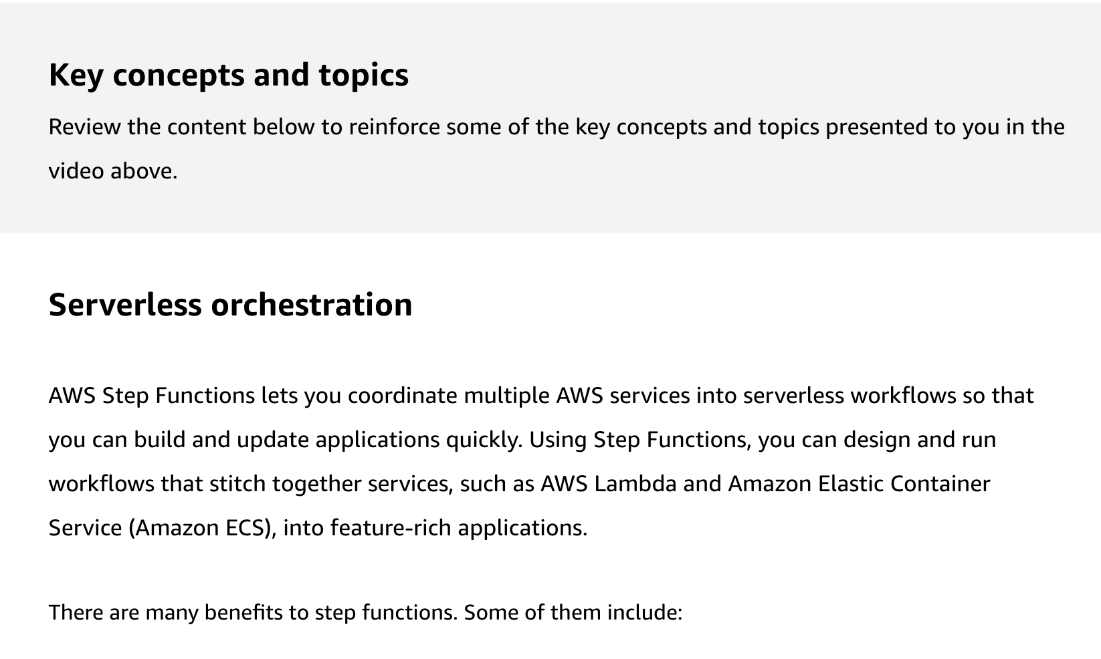 Key concepts and topics
Review the content below to reinforce some of the key concepts and topics presented to you in the
video above.
Serverless orchestration
AWS Step Functions lets you coordinate multiple AWS services into serverless workflows so that
you can build and update applications quickly. Using Step Functions, you can design and run
workflows that stitch together services, such as AWS Lambda and Amazon Elastic Container
Service (Amazon ECS), into feature-rich applications.
There are many benefits to step functions. Some of them include: